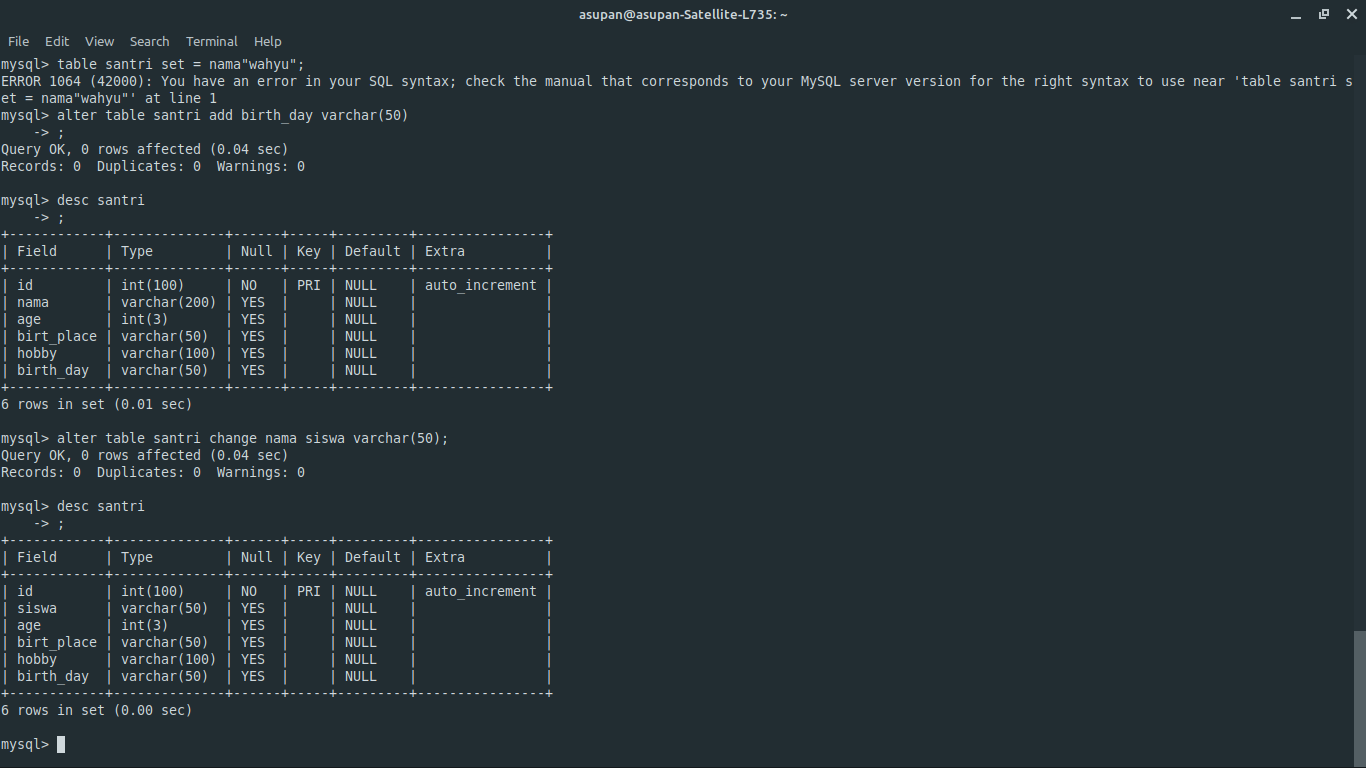 asupan@asupan-Satellite-L735: ~
File Edit View Search Terminal Help
mysql> table santri set = nama"wahyu";
ERROR 1064 (42000): You have an error in your SQL syntax; check the manual that corresponds to your MySQL server version for the right syntax to use near 'table santri s
et = nama"wahyu"' at line 1
mysql> alter table santri add birth_day varchar(50)
    -> ;
Query OK, 0 rows affected (0.04 sec)
Records: 0  Duplicates: 0  Warnings: 0

mysql> desc santri
    -> ;
+------------+--------------+------+-----+---------+----------------+
| Field      | Type         | Null | Key | Default | Extra          |
+------------+--------------+------+-----+---------+----------------+
| id         | int(100)     | NO   | PRI | NULL    | auto_increment |
| nama       | varchar(200) | YES  |     | NULL    |                |
| age        | int(3)       | YES  |     | NULL    |                |
| birt_place | varchar(50)  | YES  |     | NULL    |                |
| hobby      | varchar(100) | YES  |     | NULL    |                |
| birth_day  | varchar(50)  | YES  |     | NULL    |                |
+------------+--------------+------+-----+---------+----------------+
6 rows in set (0.01 sec)

mysql> alter table santri change nama siswa varchar(50);
Query OK, 0 rows affected (0.04 sec)
Records: 0  Duplicates: 0  Warnings: 0

mysql> desc santri
    -> ;
+------------+--------------+------+-----+---------+----------------+
| Field      | Type         | Null | Key | Default | Extra          |
+------------+--------------+------+-----+---------+----------------+
| id         | int(100)     | NO   | PRI | NULL    | auto_increment |
| siswa      | varchar(50)  | YES  |     | NULL    |                |
| age        | int(3)       | YES  |     | NULL    |                |
| birt_place | varchar(50)  | YES  |     | NULL    |                |
| hobby      | varchar(100) | YES  |     | NULL    |                |
| birth_day  | varchar(50)  | YES  |     | NULL    |                |
+------------+--------------+------+-----+---------+----------------+
6 rows in set (0.00 sec)

mysql>